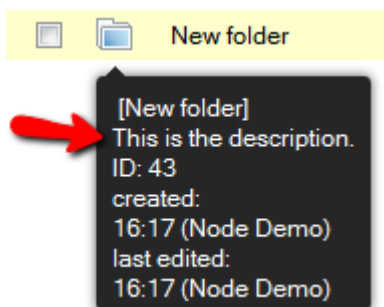 New folder
[New folder]
This is the description.
ID: 43
created:
16:17 (Node Demo)
last edited:
16:17 (Node Demo)